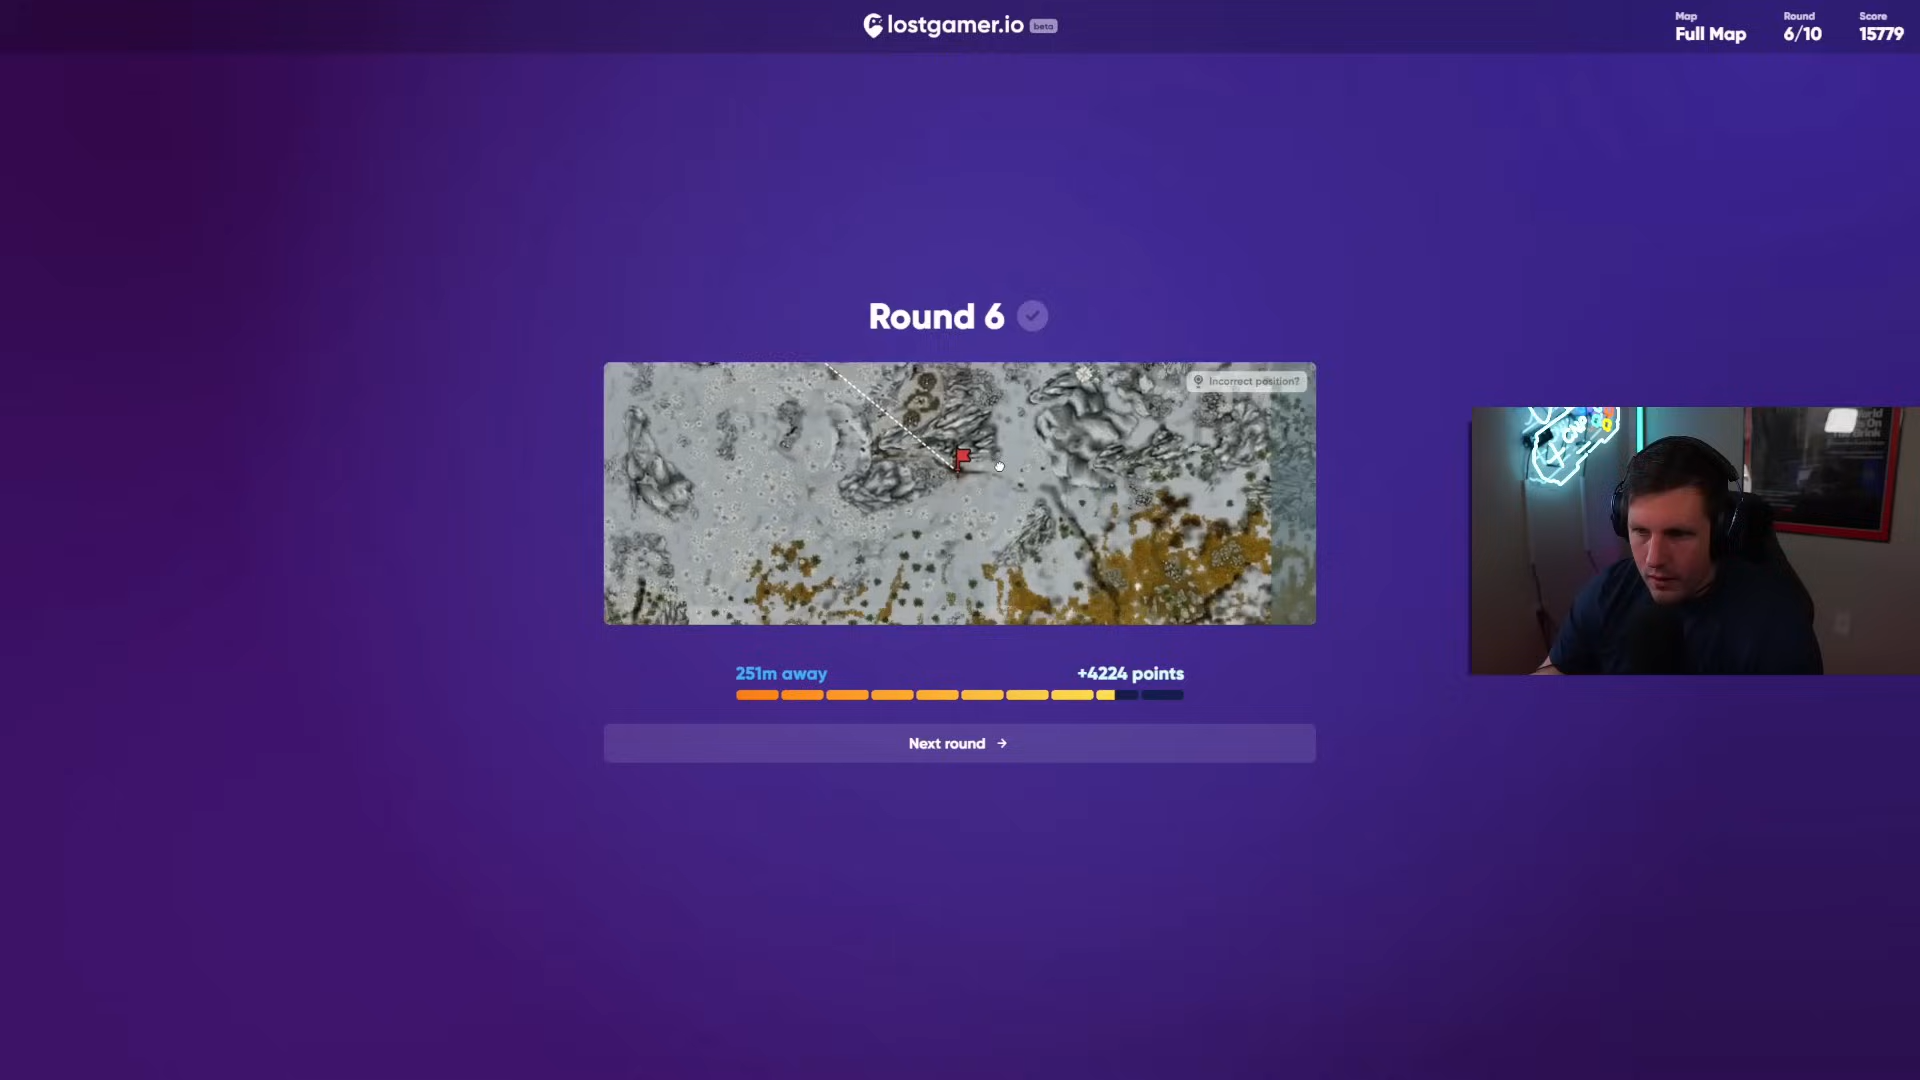 lostgamer.io beta
Map
Full Map
Round
6/10
Score
15779
Round 6
Incorrect position?
251m away
+4224 points
Next round →